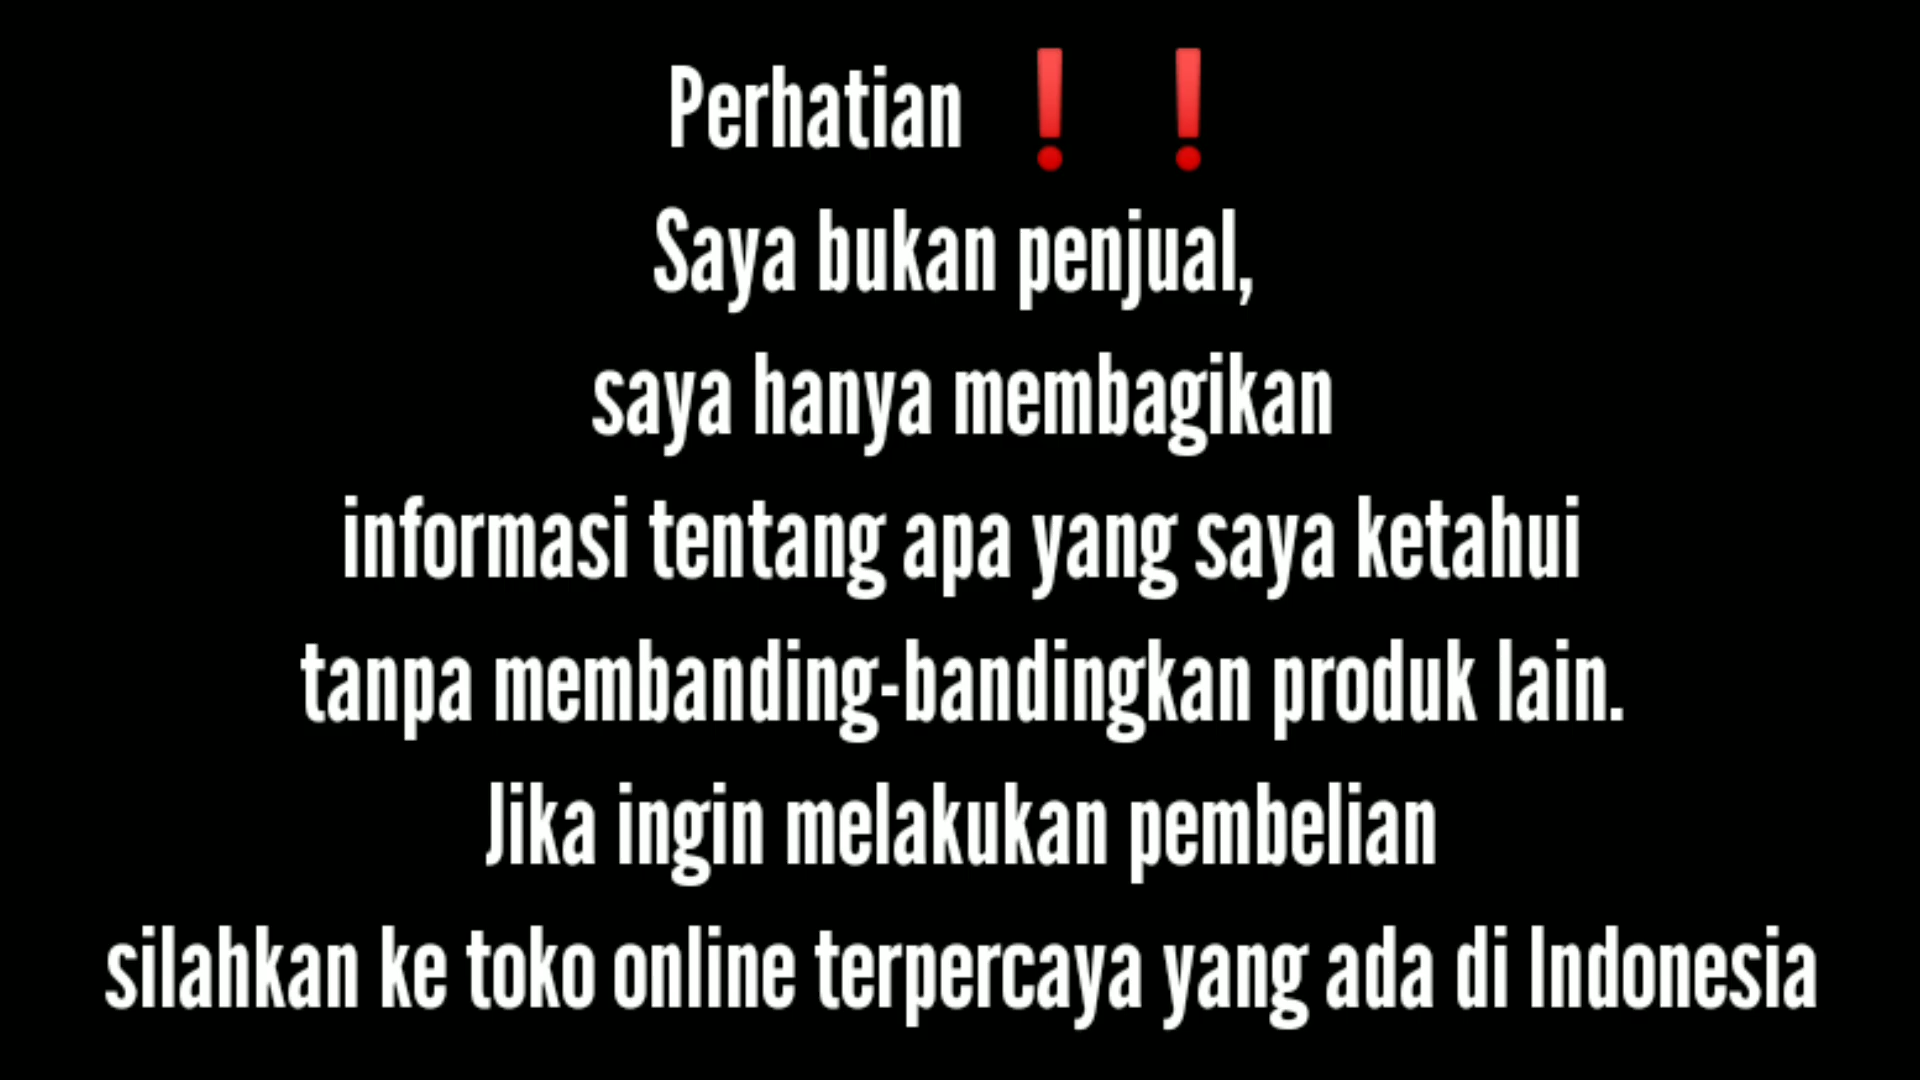 Perhatian ❗ ❗
Saya bukan penjual,
saya hanya membagikan
informasi tentang apa yang saya ketahui
tanpa membanding-bandingkan produk lain.
Jika ingin melakukan pembelian
silahkan ke toko online terpercaya yang ada di Indonesia